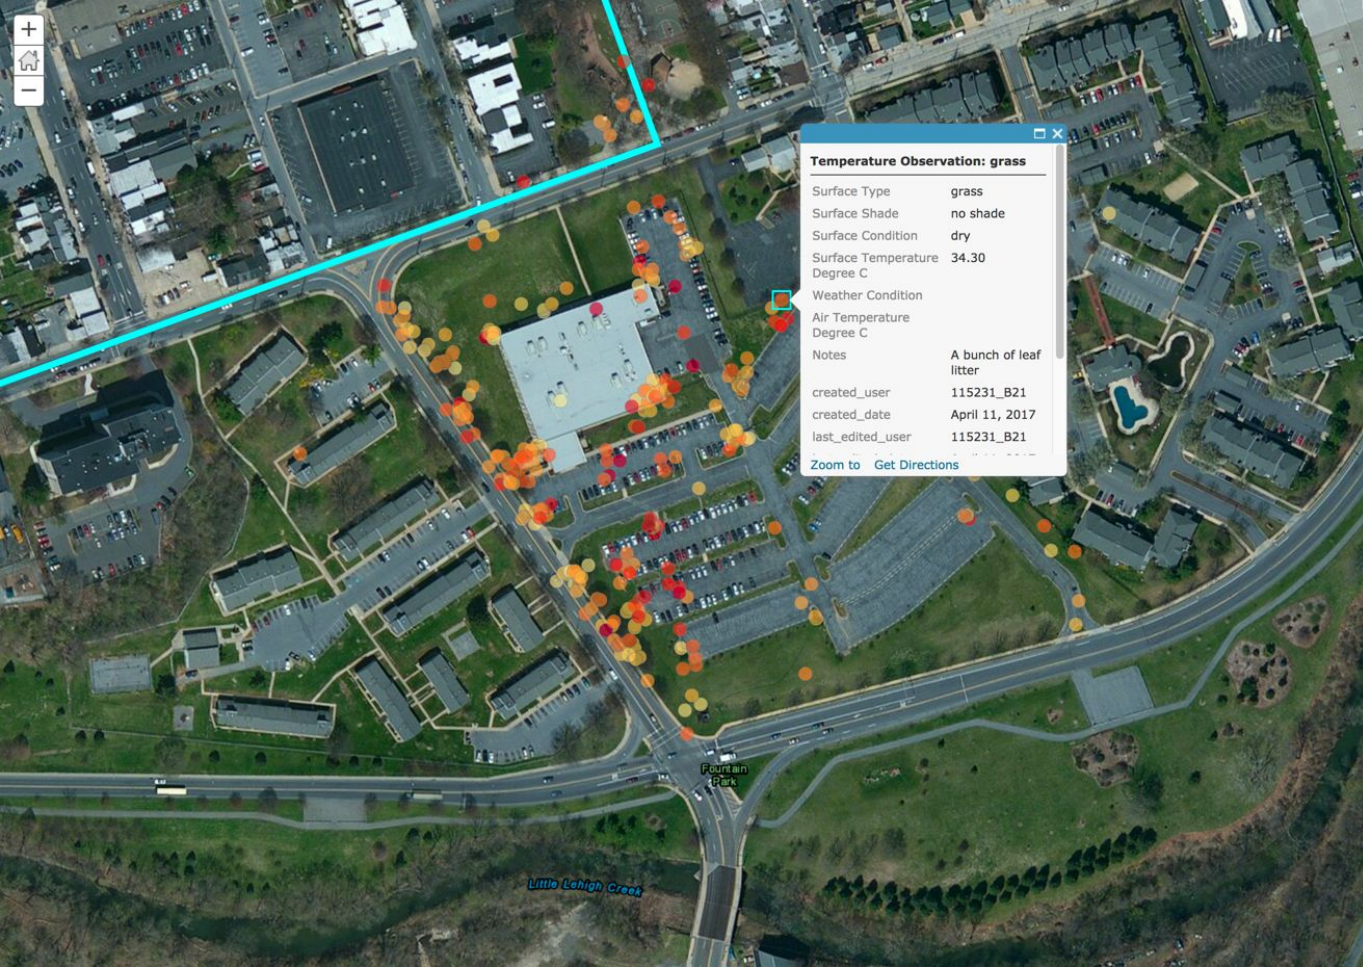 +
−
Temperature Observation: grass
Surface Type grass
Surface Shade no shade
Surface Condition dry
Surface Temperature 34.30
Degree C
Weather Condition
Air Temperature
Degree C
Notes A bunch of leaf
litter
created_user 115231_B21
created_date April 11, 2017
last_edited_user 115231_B21
Zoom to Get Directions
Fountain
Park
Little Lehigh Creek